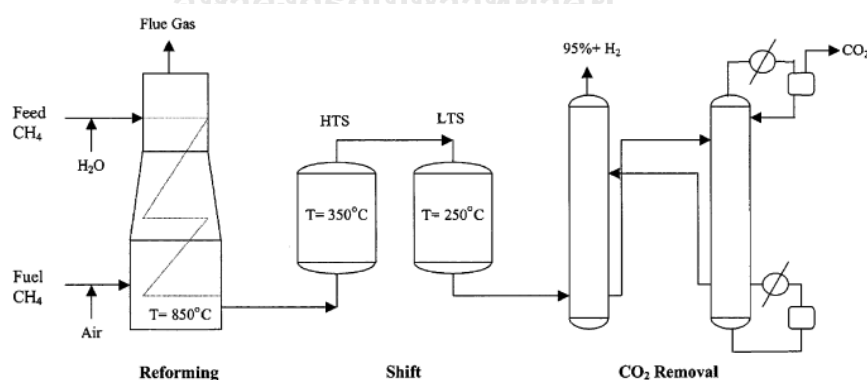 Flue Gas
Feed
CH4
H2O
Fuel
CH4
Air
T= 850°C
HTS
LTS
T= 350°C
T= 250°C
95%+ H2
CO2
Reforming
Shift
CO2 Removal